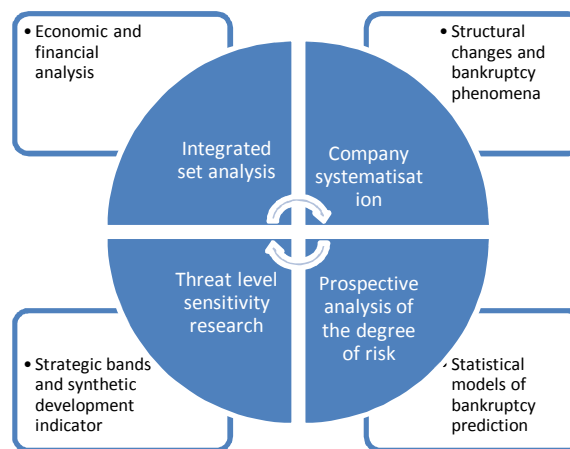 • Economic and
financial
analysis
• Structural
changes and
bankruptcy
phenomena
Integrated
set analysis
Company
systematisat
ion
Threat level
sensitivity
research
Prospective
analysis of
the degree
of risk
• Strategic bands
and synthetic
development
indicator
• Statistical
models of
bankruptcy
prediction